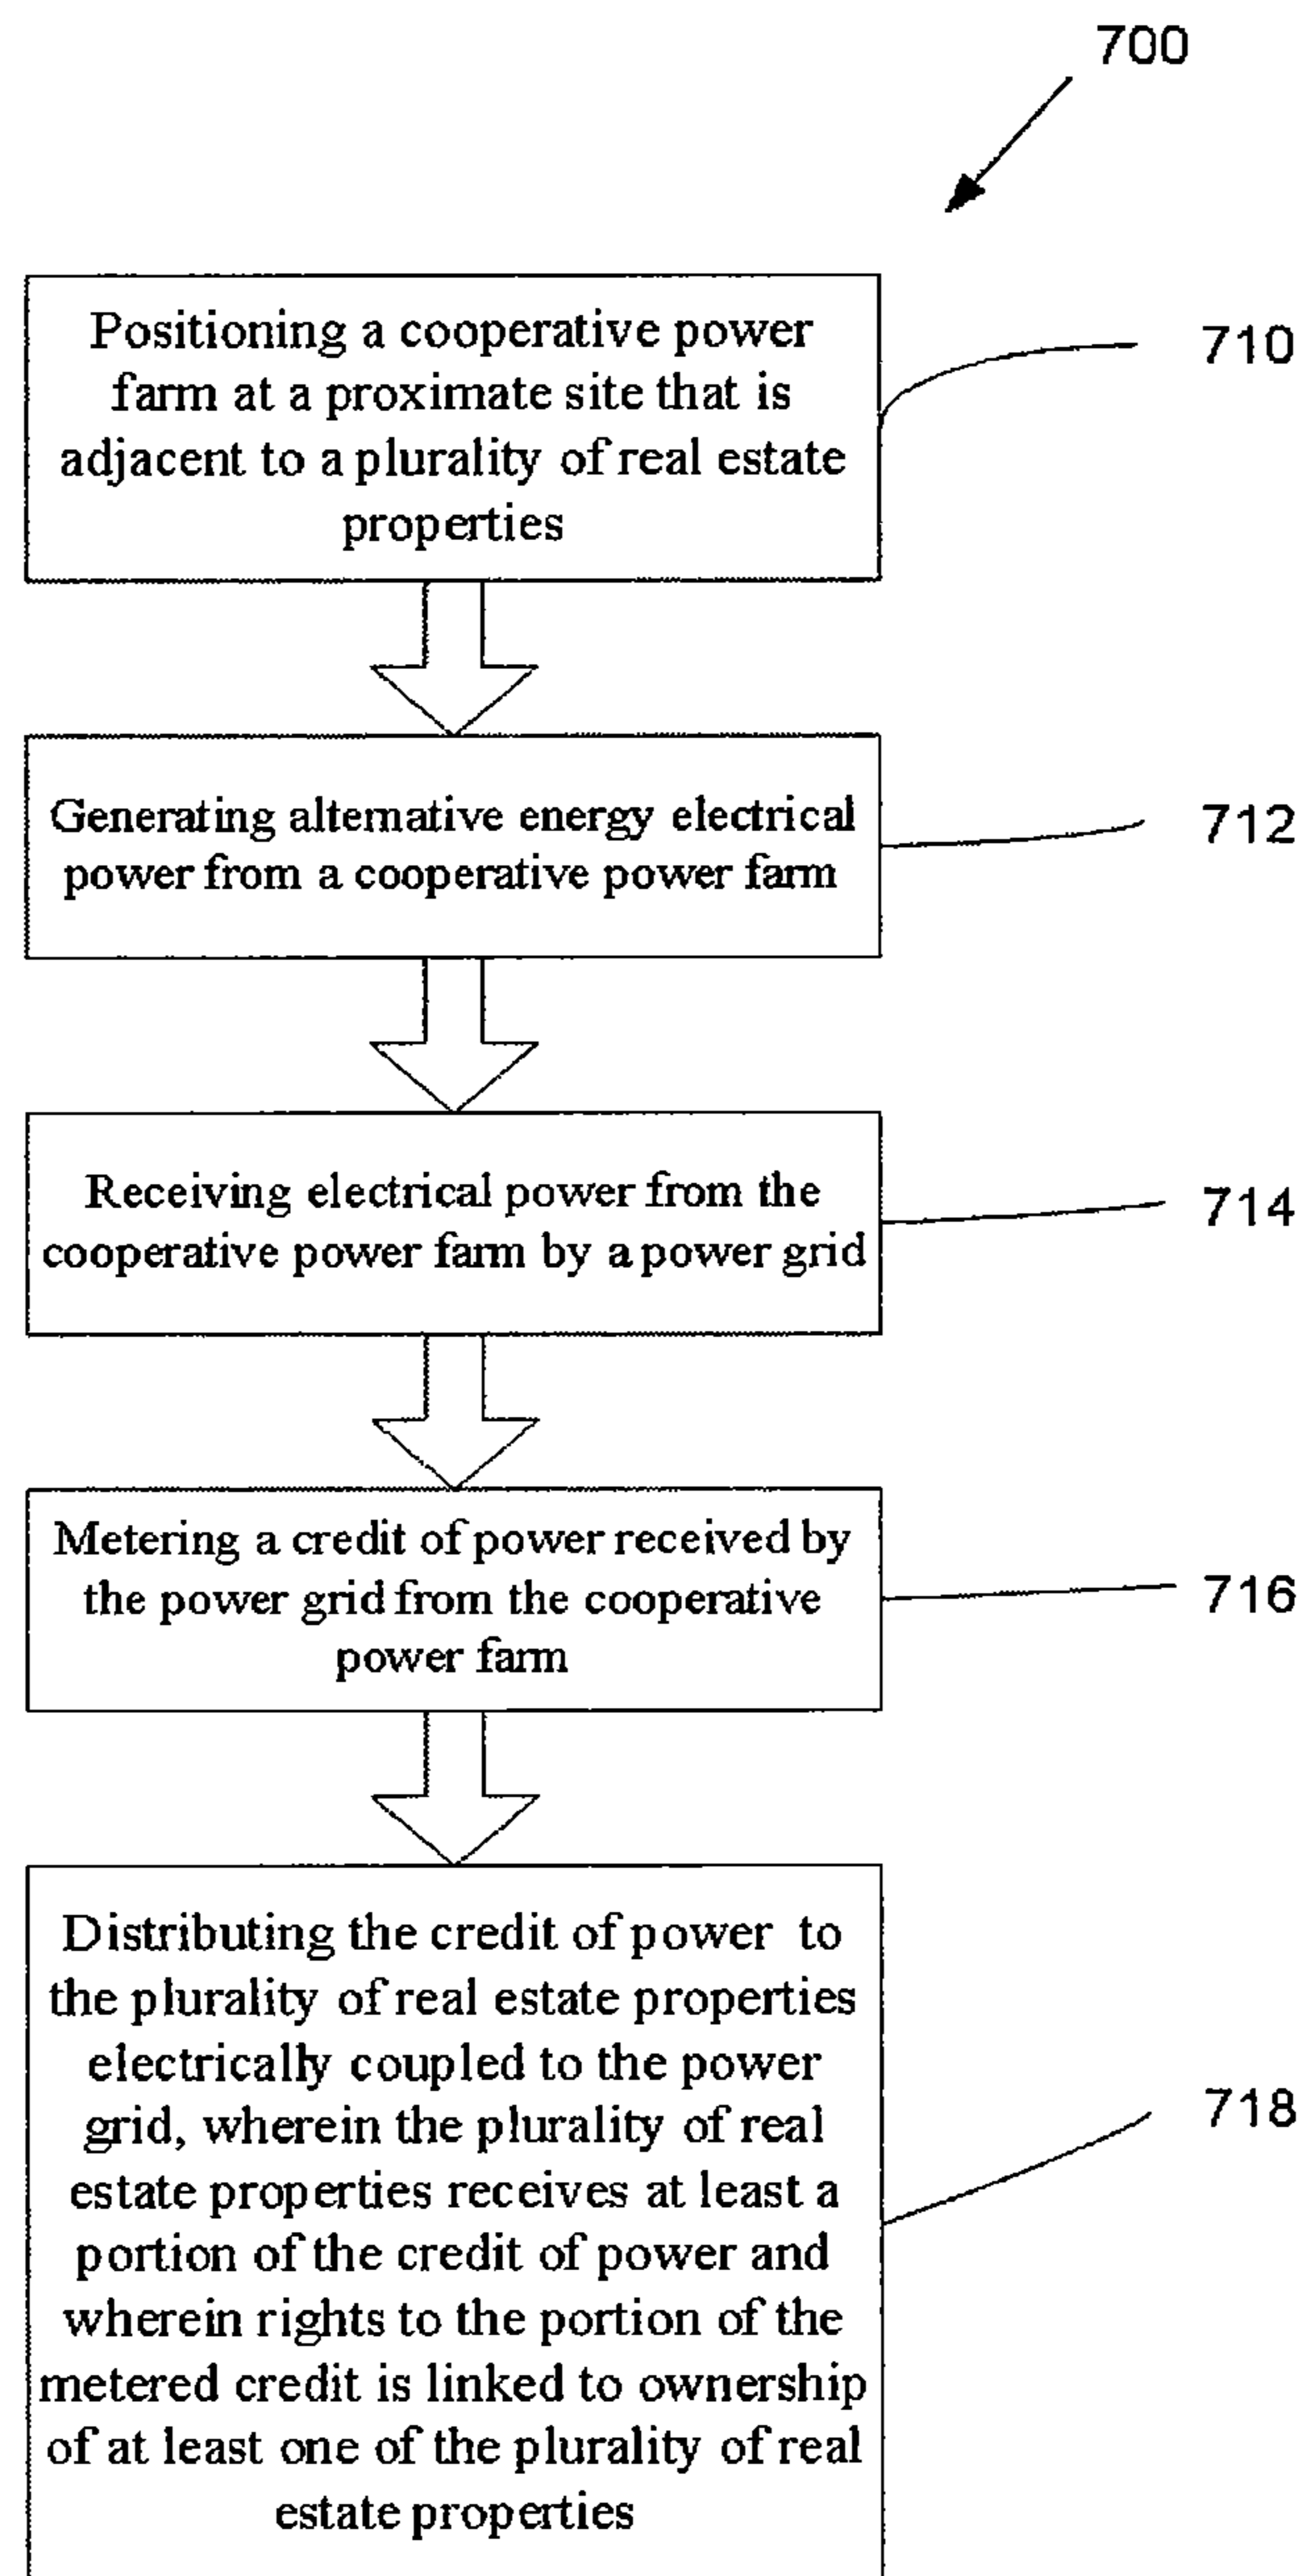 700
Positioning a cooperative power
farm at a proximate site that is
adjacent to a plurality of real estate
properties
710
Generating alternative energy electrical
power from a cooperative power farm
712
Receiving electrical power from the
cooperative power farm by a power grid
714
Metering a credit of power received by
the power grid from the cooperative
power farm
716
Distributing the credit of power to
the plurality of real estate properties
electrically coupled to the power
grid, wherein the plurality of real
estate properties receives at least a
portion of the credit of power and
wherein rights to the portion of the
metered credit is linked to ownership
of at least one of the plurality of real
estate properties
718